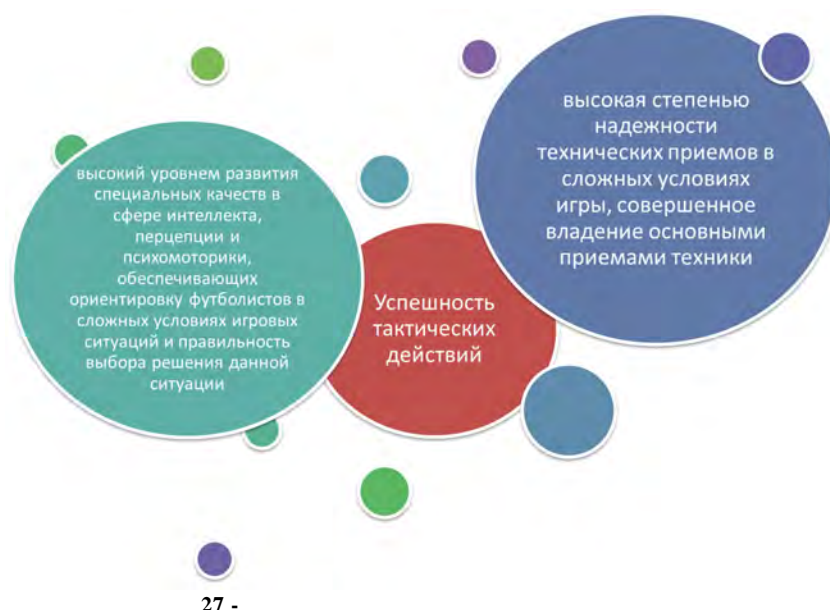 высокий уровнем развития
специальных качеств в
сфере интеллекта,
перцепции и
психомоторики,
обеспечивающих
ориентировку футболистов в
сложных условиях игровых
ситуаций и правильность
выбора решения данной
ситуации
Успешность
тактических
действий
высокая степенью
надежности
технических приемов в
сложных условиях
игры, совершенное
владение основными
приемами техники
27 -